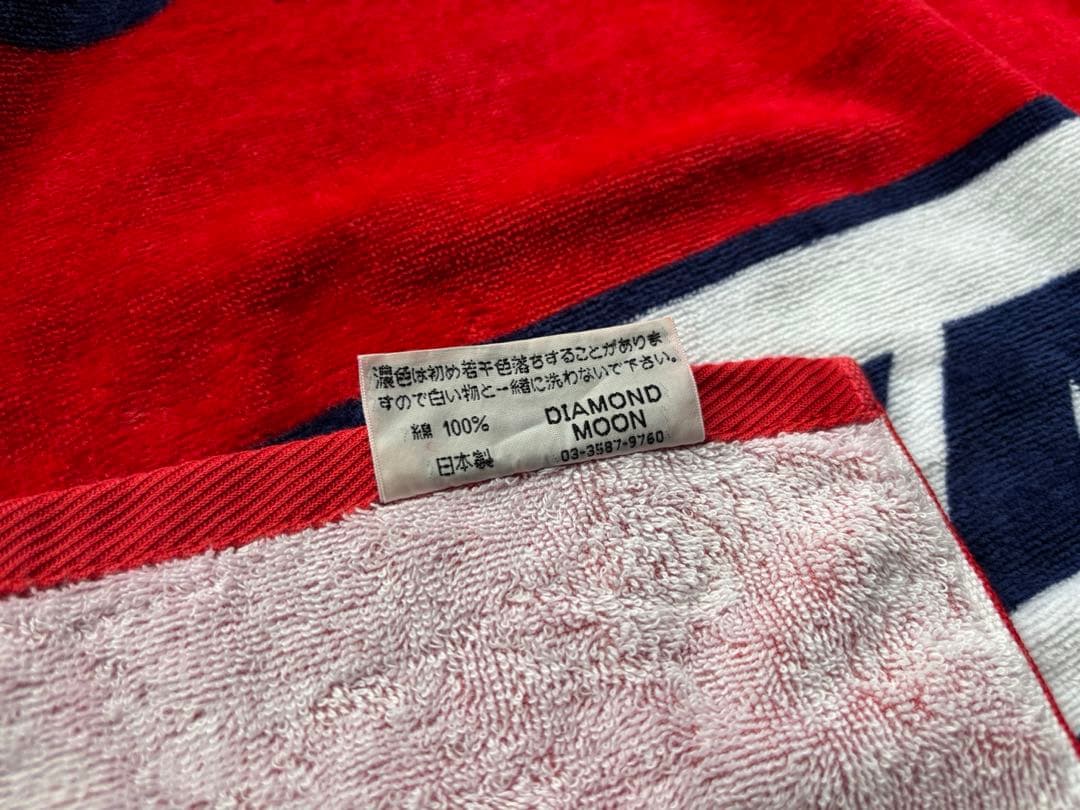 濃色は初め若干色落ちすることがありま
すので白い物と一緒に洗わないで下さい。
綿 100%
日本製
DIAMOND
MOON
03-3587-9760